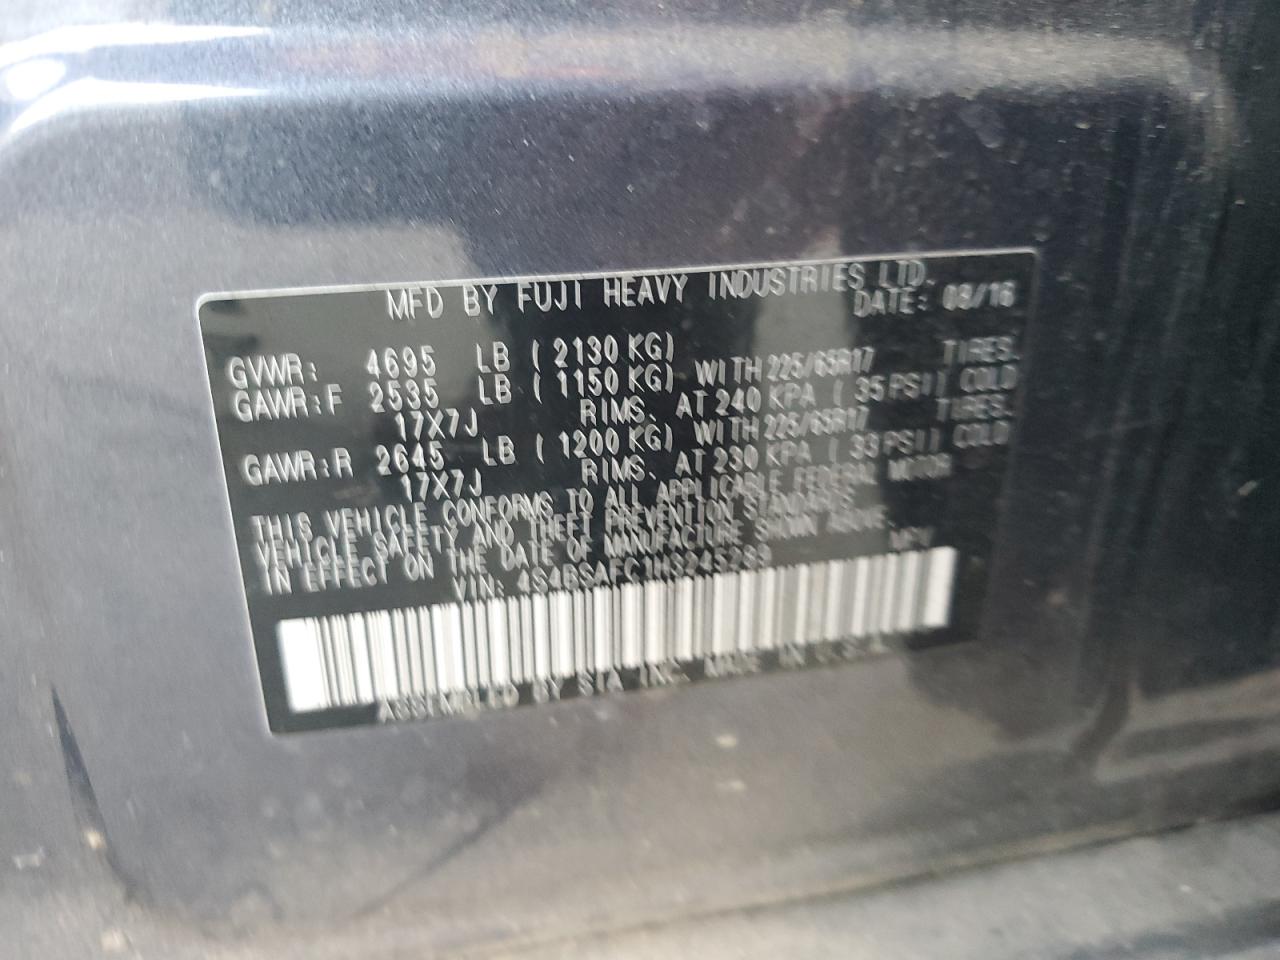 MFD BY FUJI HEAVY INDUSTRIES LTD.
DATE: 08/16
GVWR: 4695 LB ( 2130 KG)
GAWR:F 2535 LB ( 1150 KG) WITH 225/65R17 TIRES.
17X7J RIMS. AT 240 KPA ( 35 PSI) COLD
GAWR:R 2645 LB ( 1200 KG) WITH 225/65R17 TIRES.
17X7J RIMS. AT 230 KPA ( 33 PSI) COLD
THIS VEHICLE CONFORMS TO ALL APPLICABLE FEDERAL MOTOR
VEHICLE SAFETY AND THEFT PREVENTION STANDARDS
IN EFFECT ON THE DATE OF MANUFACTURE SHOWN ABOVE.
VIN: 4S4BSAFC1H3245289 MPV
ASSEMBLED BY SIA INC. MADE IN U.S.A.